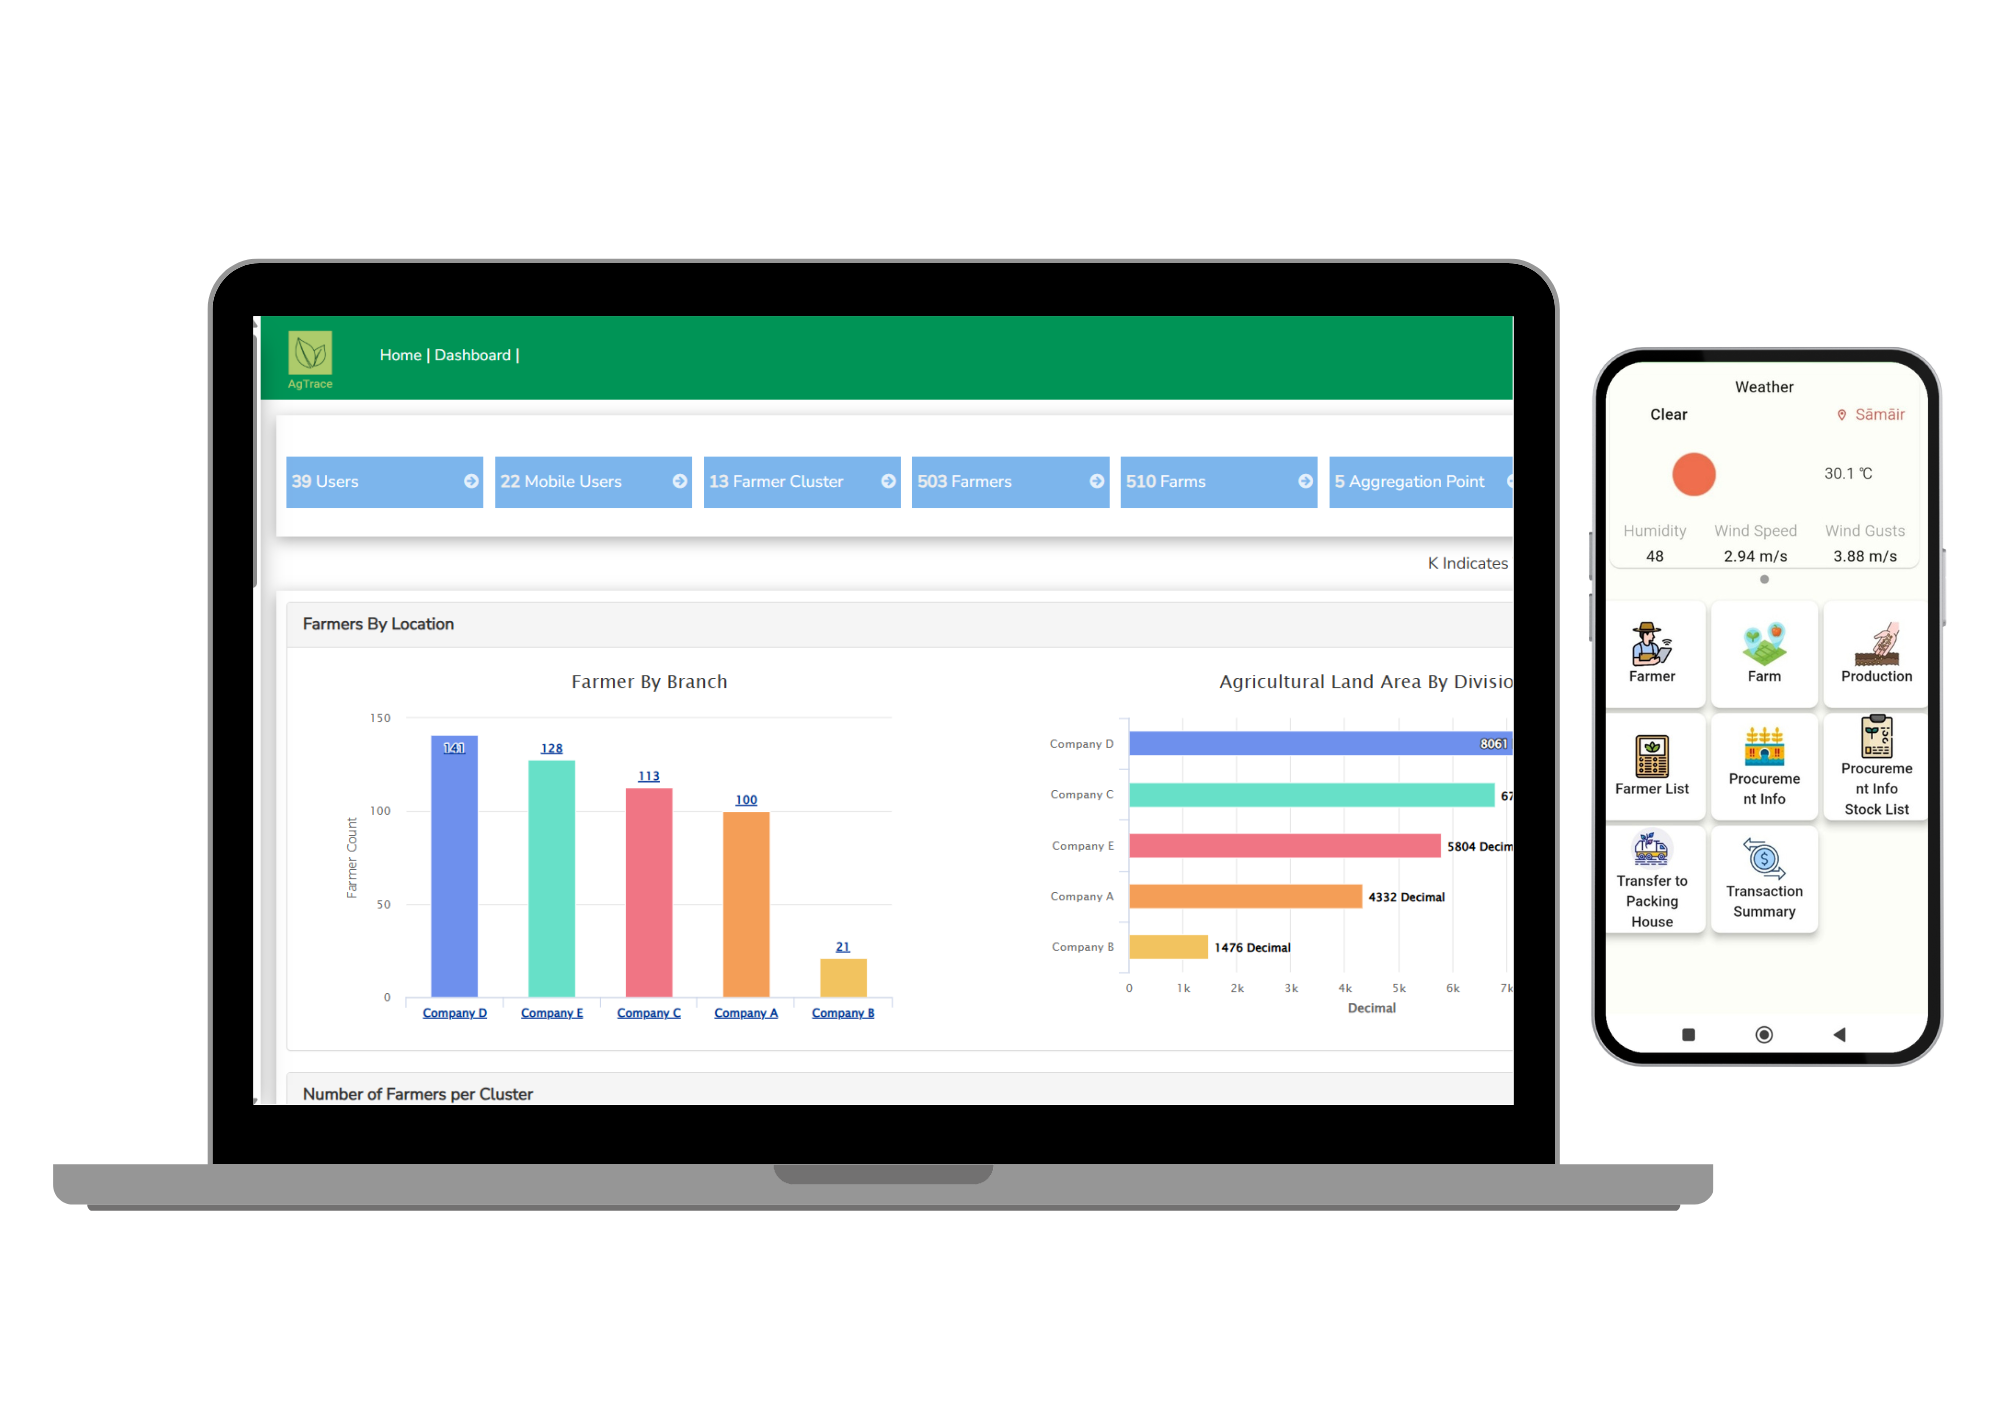 AgTrace
Home | Dashboard |
39 Users
22 Mobile Users
13 Farmer Cluster
503 Farmers
510 Farms
5 Aggregation Point
K Indicates
Farmers By Location
Farmer By Branch
150
100
50
0
Farmer Count
141
128
113
100
21
Company D
Company E
Company C
Company A
Company B
Agricultural Land Area By
Company D
Company C
Company E
Company A
Company B
8061
5804
4332 Decimal
1476 Decimal
0
1k
2k
3k
4k
5k
6k
7k
Decimal
Number of Farmers per Cluster
Weather
Clear
Sāmāir
30.1 °C
Humidity
Wind Speed
Wind Gusts
48
2.94 m/s
3.88 m/s
Farmer
Farm
Production
Farmer List
Procureme
nt Info
Procureme
nt Info
Stock List
Transfer to
Packing
House
Transaction
Summary